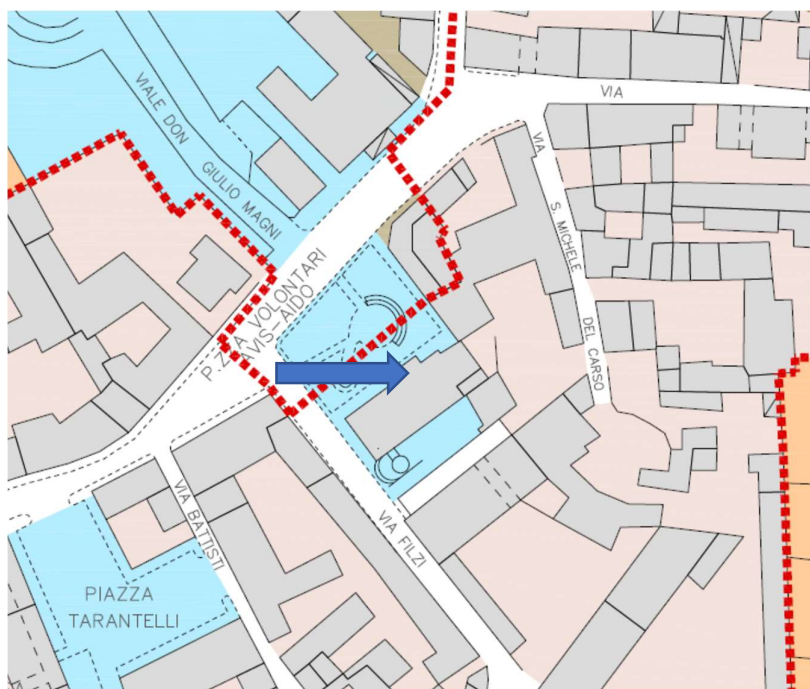 VIA
VIALE DON
GIULIO MAGNI
VIA
S. MICHELE
DEL CARSO
P.ZZA VOLONTARI
AVIS-AIDO
VIA BATTISTI
VIA FILZI
PIAZZA
TARANTELLI